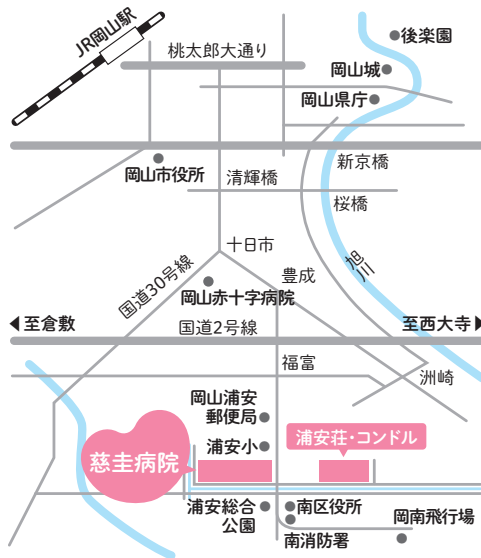 JR岡山駅
桃太郎大通り
後楽園
岡山城
岡山県庁
新京橋
岡山市役所
清輝橋
桜橋
十日市
旭川
国道30号線
豊成
岡山赤十字病院
至倉敷
国道2号線
至西大寺
福富
洲崎
岡山浦安
郵便局
浦安荘・コンドル
浦安小
慈圭病院
浦安総合
公園
南区役所
岡南飛行場
南消防署